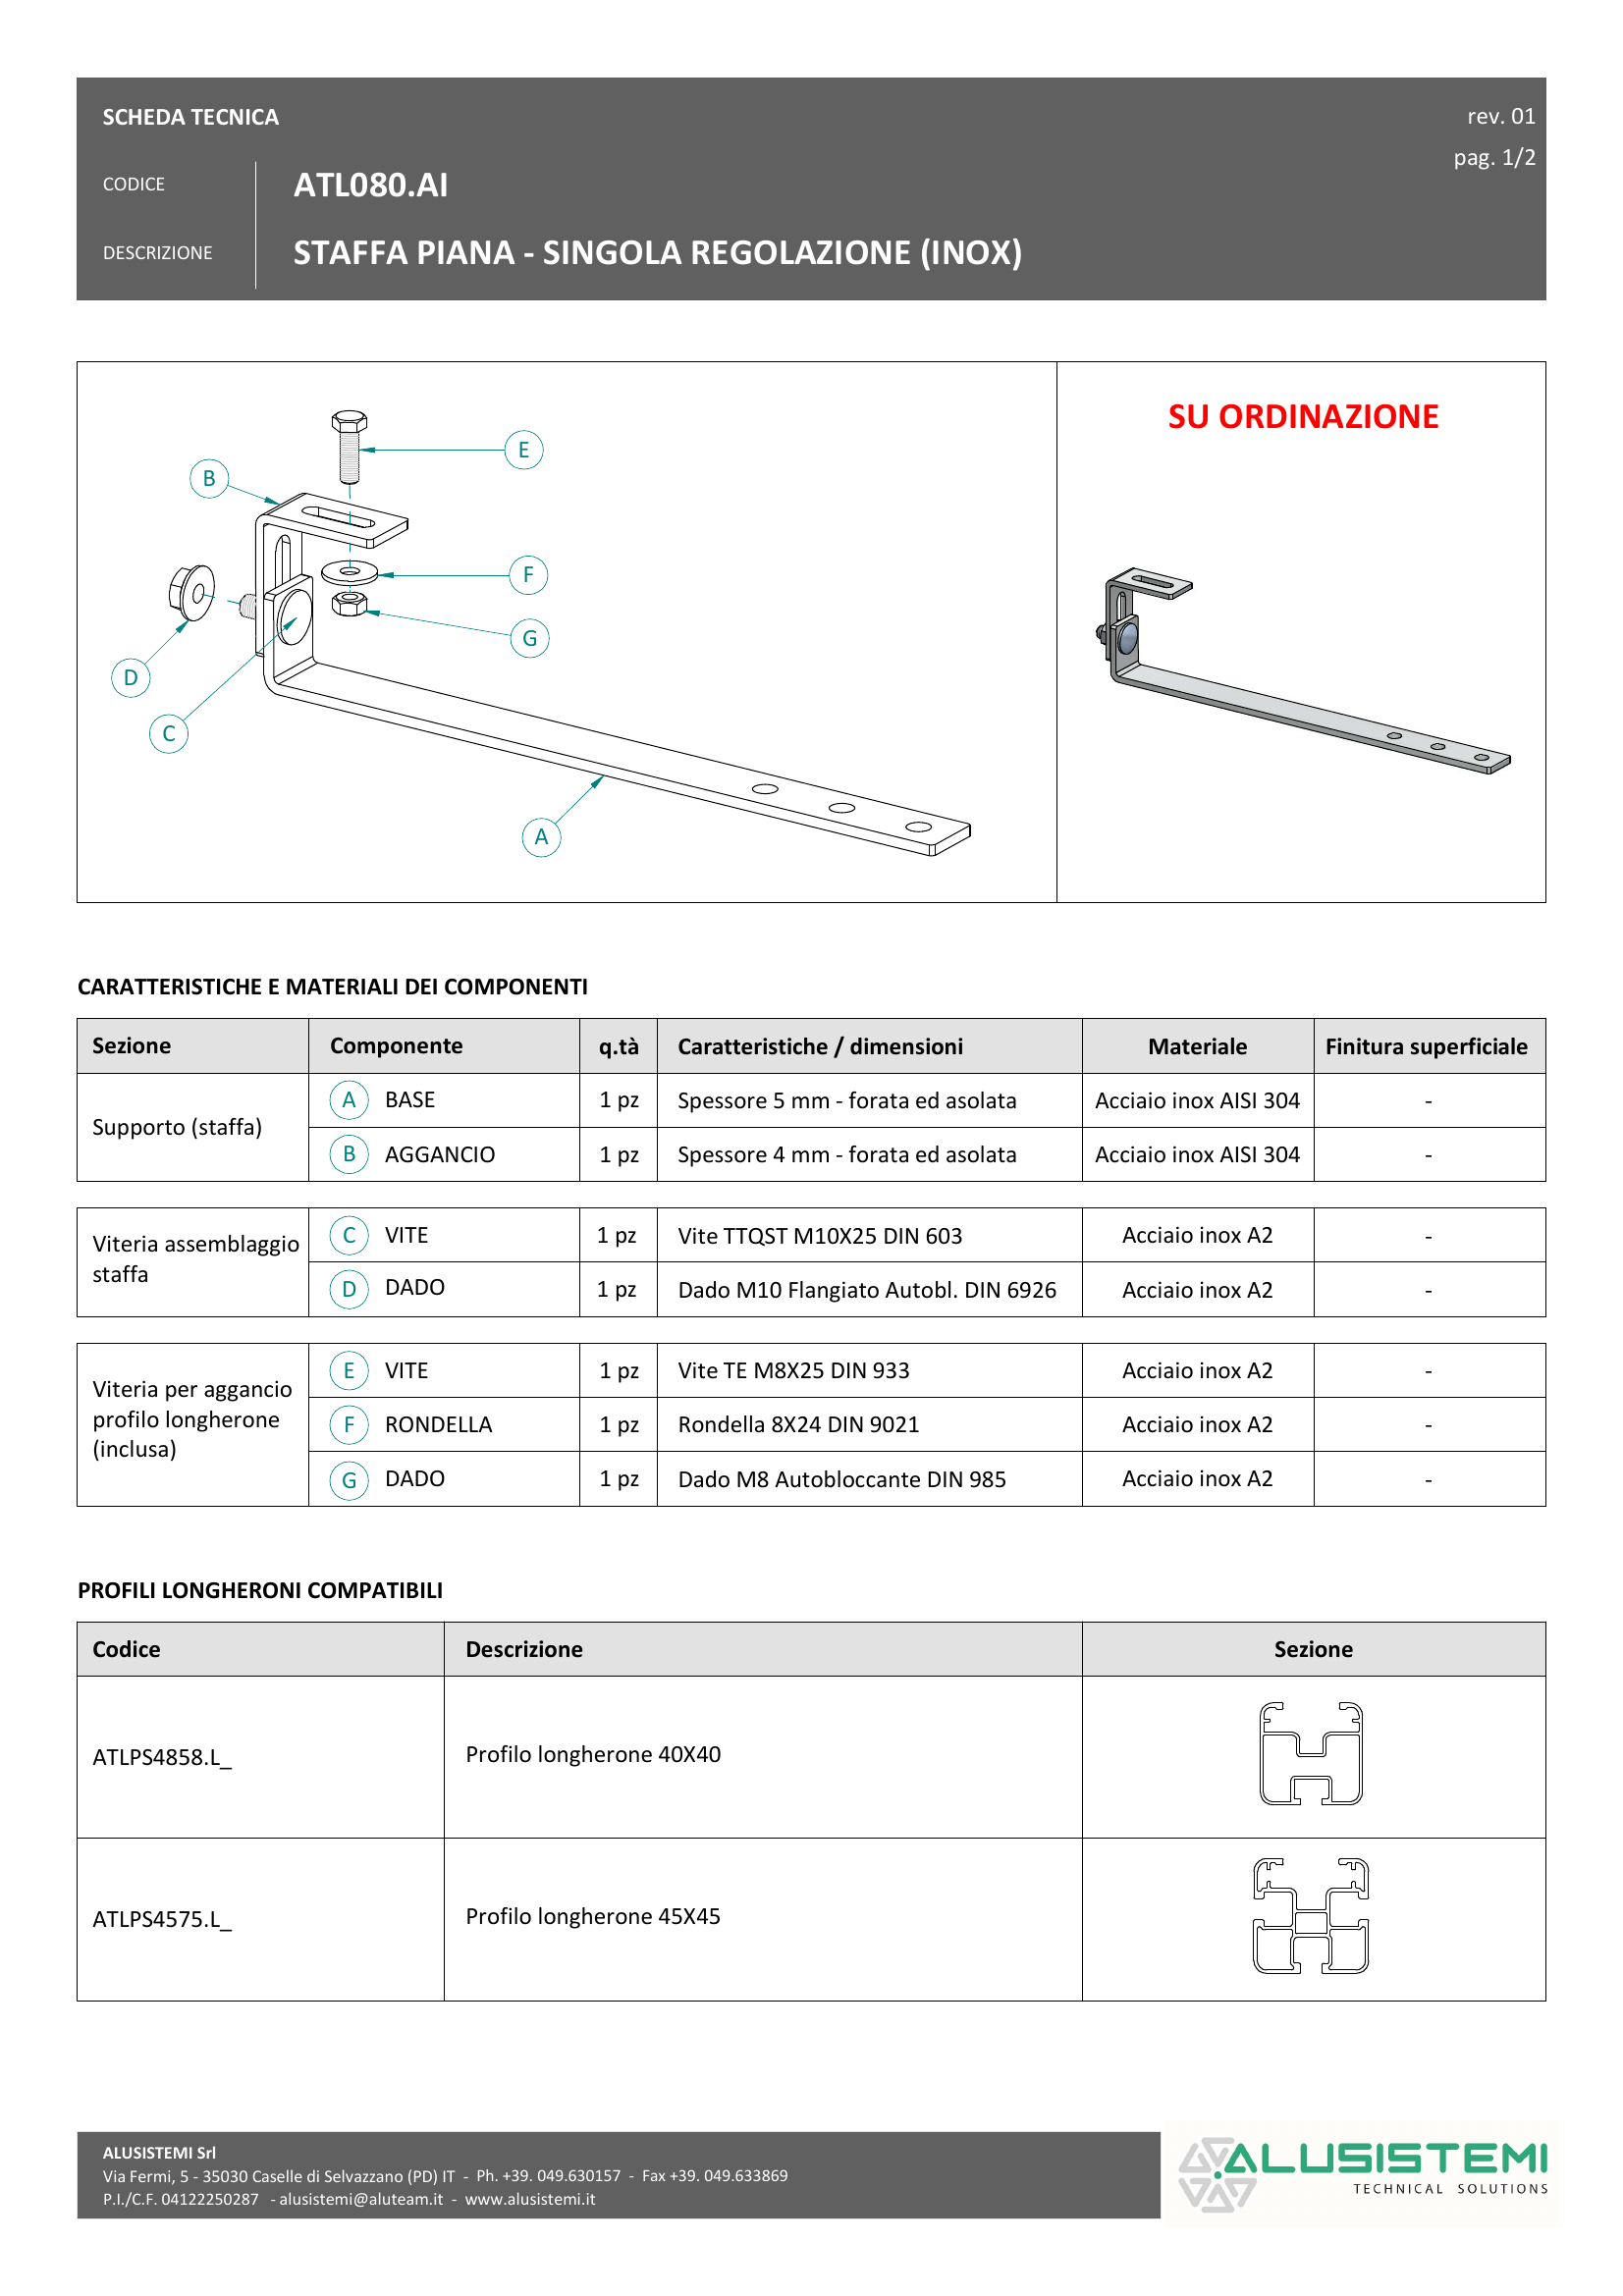 SCHEDA TECNICA
rev. 01
pag. 1/2
CODICE
ATL080.AI
DESCRIZIONE
STAFFA PIANA - SINGOLA REGOLAZIONE (INOX)
SU ORDINAZIONE
E
B
F
G
D
C
A
CARATTERISTICHE E MATERIALI DEI COMPONENTI
Sezione Componente q.tà Caratteristiche / dimensioni Materiale Finitura superficiale
Supporto (staffa)
A BASE 1 pz Spessore 5 mm - forata ed asolata Acciaio inox AISI 304 -
B AGGANCIO 1 pz Spessore 4 mm - forata ed asolata Acciaio inox AISI 304 -
Viteria assemblaggio
staffa
C VITE 1 pz Vite TTQST M10X25 DIN 603 Acciaio inox A2 -
D DADO 1 pz Dado M10 Flangiato Autobl. DIN 6926 Acciaio inox A2 -
Viteria per aggancio
profilo longherone
(inclusa)
E VITE 1 pz Vite TE M8X25 DIN 933 Acciaio inox A2 -
F RONDELLA 1 pz Rondella 8X24 DIN 9021 Acciaio inox A2 -
G DADO 1 pz Dado M8 Autobloccante DIN 985 Acciaio inox A2 -
PROFILI LONGHERONI COMPATIBILI
Codice Descrizione Sezione
ATLPS4858.L_ Profilo longherone 40X40
ATLPS4575.L_ Profilo longherone 45X45
ALUSISTEMI Srl
Via Fermi, 5 - 35030 Caselle di Selvazzano (PD) IT - Ph. +39. 049.630157 - Fax +39. 049.633869
P.I./C.F. 04122250287 - alusistemi@aluteam.it - www.alusistemi.it
ALUSISTEMI
TECHNICAL SOLUTIONS